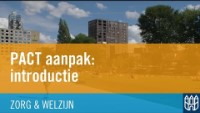 PACT aanpak:
introductie
ZORG & WELZIJN